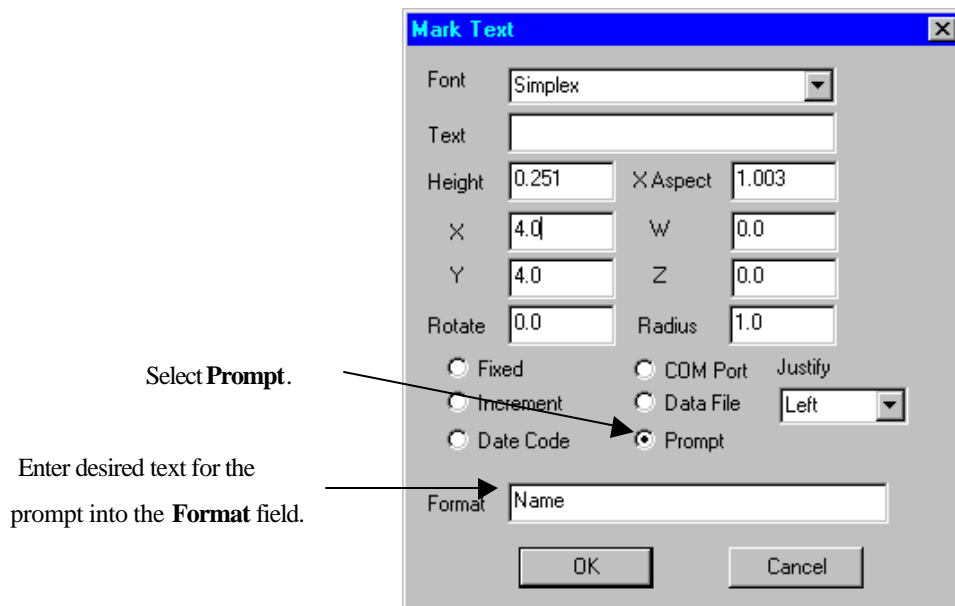 Mark Text
Font Simplex
Text
Height 0.251 X Aspect 1.003
X 4.0 W 0.0
Y 4.0 Z 0.0
Rotate 0.0 Radius 1.0
Fixed COM Port Justify
Select Prompt.
Increment Data File Left
Date Code Prompt
Enter desired text for the
prompt into the Format field.
Format Name
OK Cancel